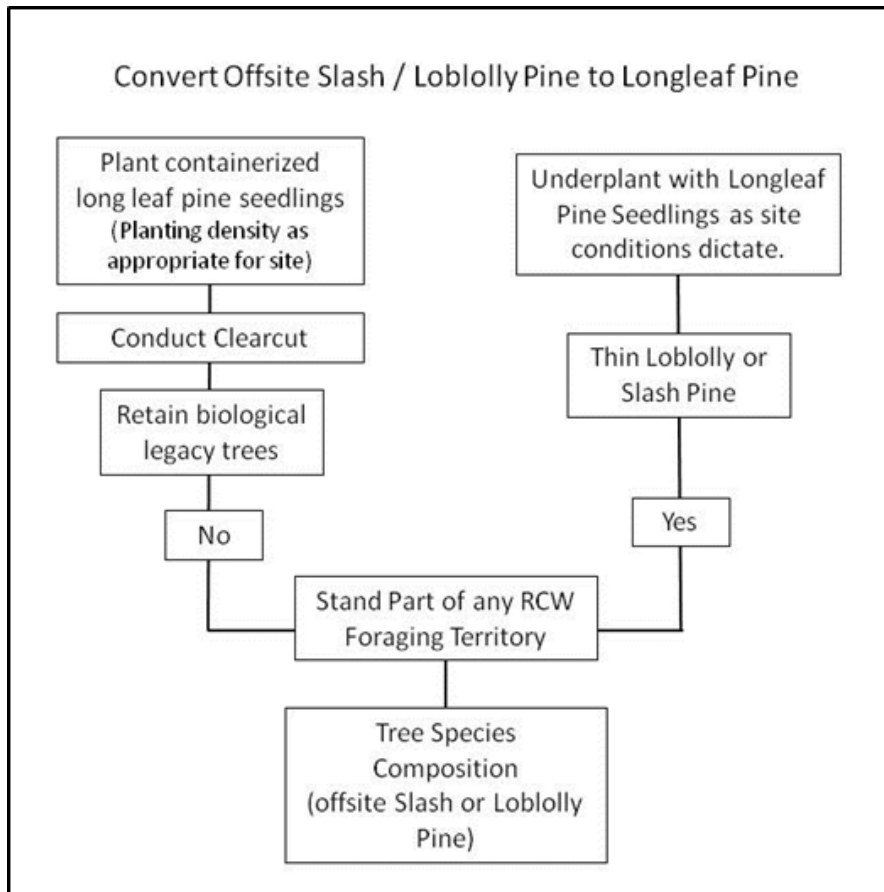 Convert Offsite Slash / Loblolly Pine to Longleaf Pine
Plant containerized
long leaf pine seedlings
(Planting density as
appropriate for site)
Underplant with Longleaf
Pine Seedlings as site
conditions dictate.
Conduct Clearcut
Thin Loblolly or
Slash Pine
Retain biological
legacy trees
No
Yes
Stand Part of any RCW
Foraging Territory
Tree Species
Composition
(offsite Slash or Loblolly
Pine)